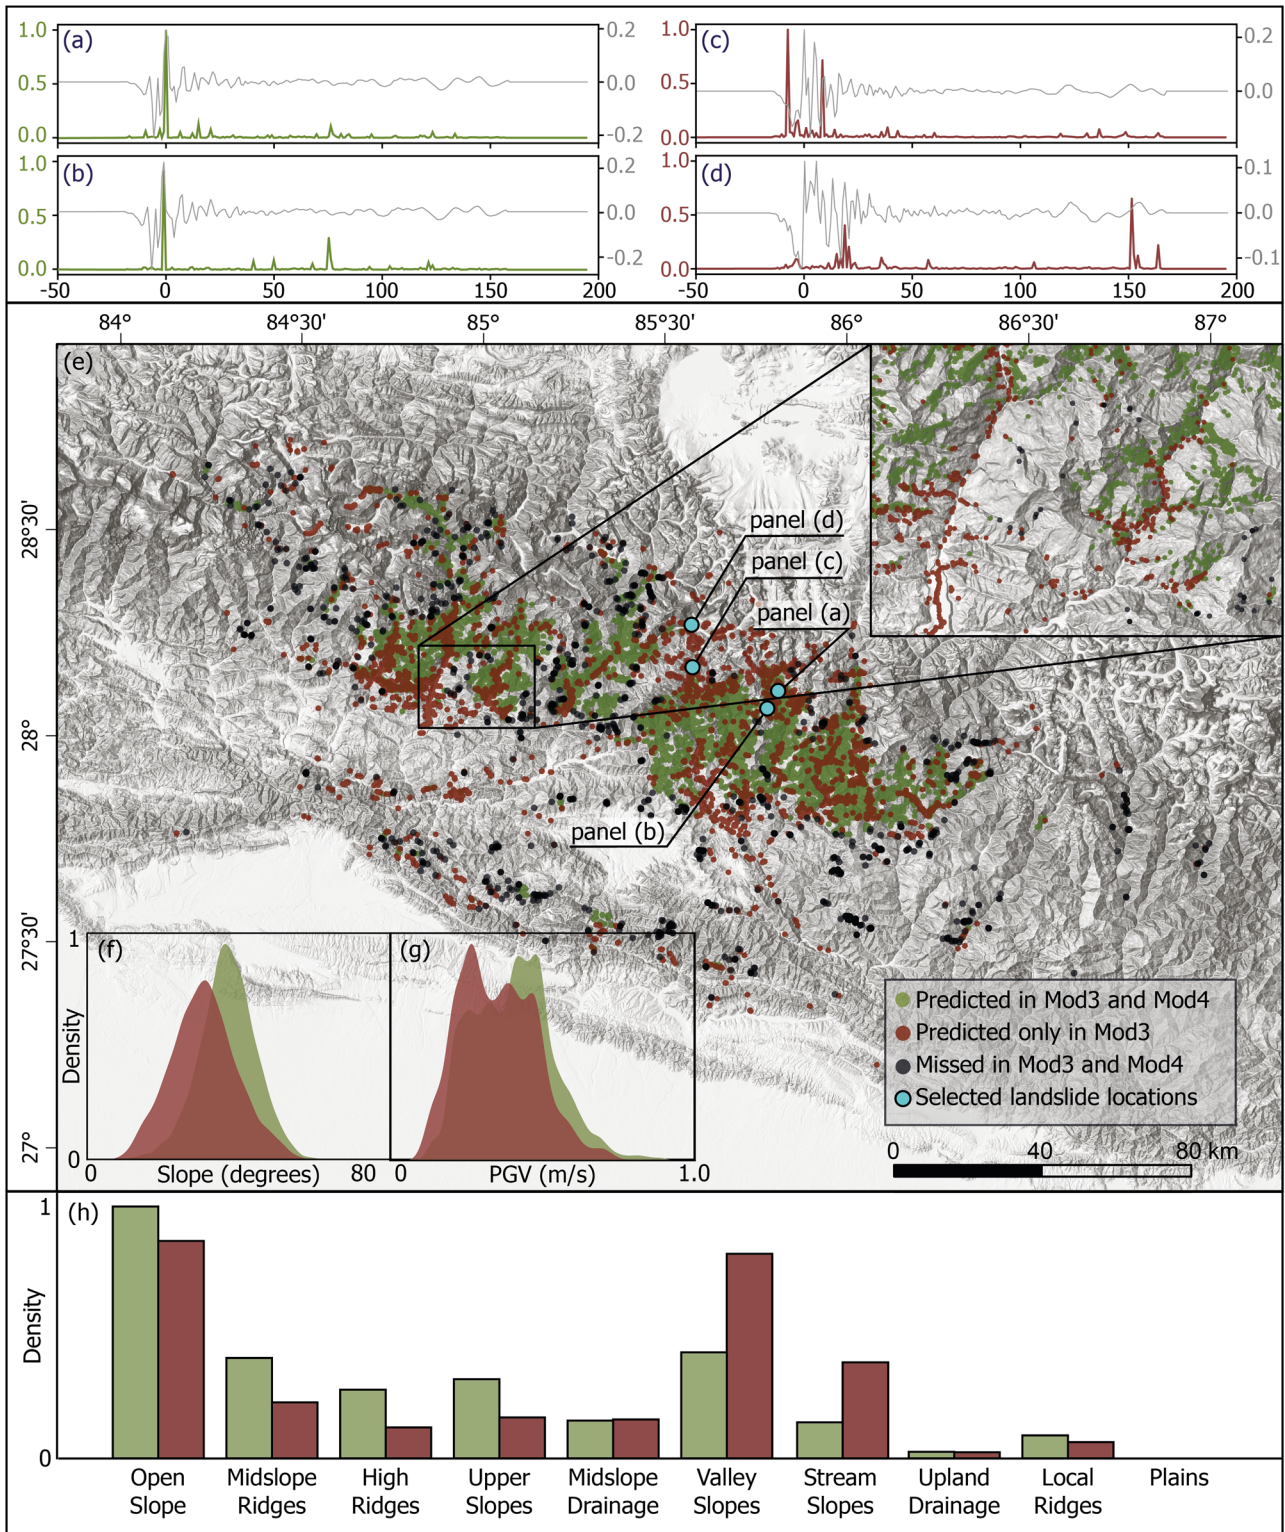 (a)
1.0
0.5
0.0
0.2
0.0
-0.2
(c)
1.0
0.5
0.0
0.2
0.0
(b)
1.0
0.5
0.0
0.2
0.0
-0.2
-50 0 50 100 150 200
(d)
1.0
0.5
0.0
0.1
0.0
-0.1
-50 0 50 100 150 200
84° 84°30' 85° 85°30' 86° 86°30' 87°
(e)
28°30'
28°
27°30'
27°
panel (d)
panel (c)
panel (a)
panel (b)
(f)
1
Density
0
0 Slope (degrees) 80
(g)
0 PGV (m/s) 1.0
Predicted in Mod3 and Mod4
Predicted only in Mod3
Missed in Mod3 and Mod4
Selected landslide locations
0 40 80 km
(h)
1
Density
0
Open
Slope
Midslope
Ridges
High
Ridges
Upper
Slopes
Midslope
Drainage
Valley
Slopes
Stream
Slopes
Upland
Drainage
Local
Ridges
Plains